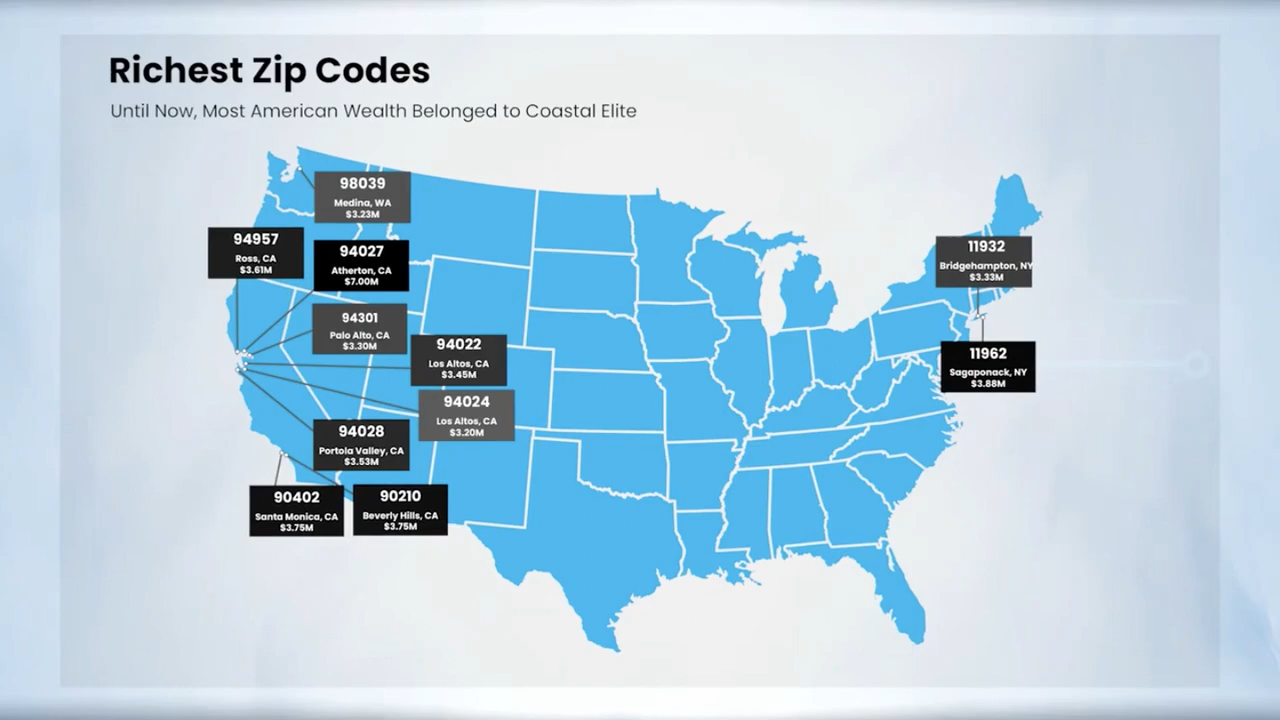 Richest Zip Codes
Until Now, Most American Wealth Belonged to Coastal Elite
98039
Medina, WA
$3.23M
94957
Ross, CA
$3.61M
94027
Atherton, CA
$7.00M
11932
Bridgehampton, NY
$3.33M
94301
Palo Alto, CA
$3.30M
94022
Los Altos, CA
$3.45M
11962
Sagaponack, NY
$3.88M
94024
Los Altos, CA
$3.20M
94028
Portola Valley, CA
$3.53M
90402
Santa Monica, CA
$3.75M
90210
Beverly Hills, CA
$3.75M